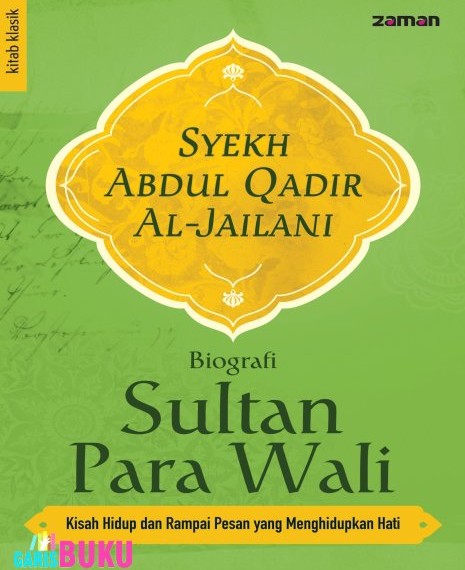 kitab klasik
zaman
SYEKH
ABDUL QADIR
AL-JAILANI
Biografi
Sultan
Para Wali
Kisah Hidup dan Rampai Pesan yang Menghidupkan Hati
GARISBUKU